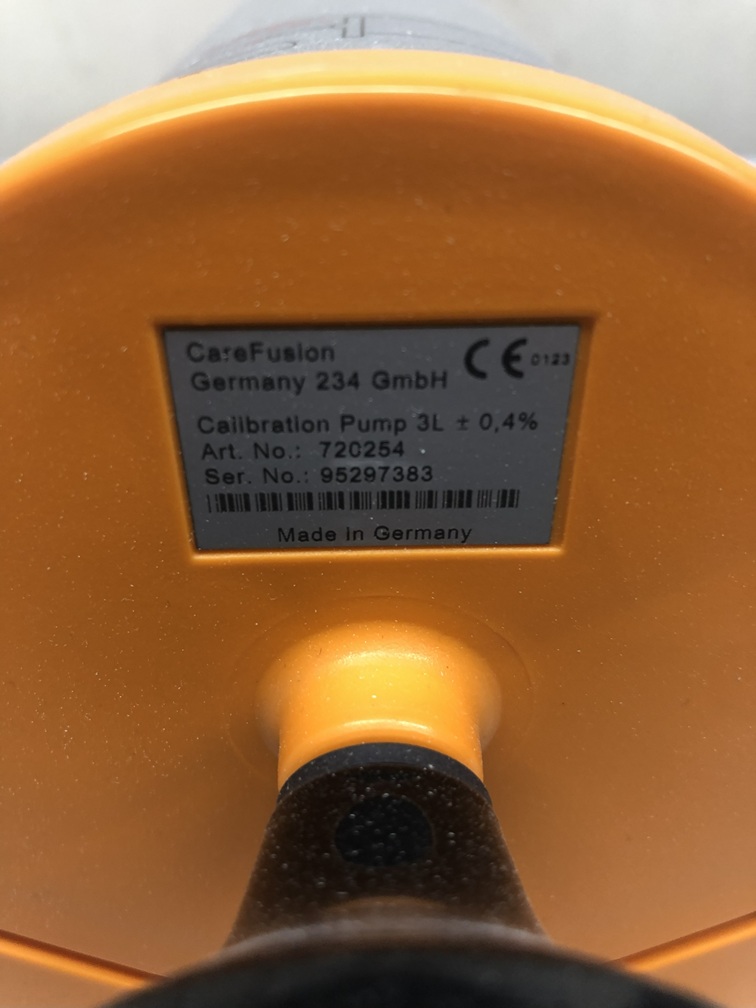 CareFusion
Germany 234 GmbH
CE 0123
Calibration Pump 3L ± 0,4%
Art. No.: 720254
Ser. No.: 95297383
Made in Germany